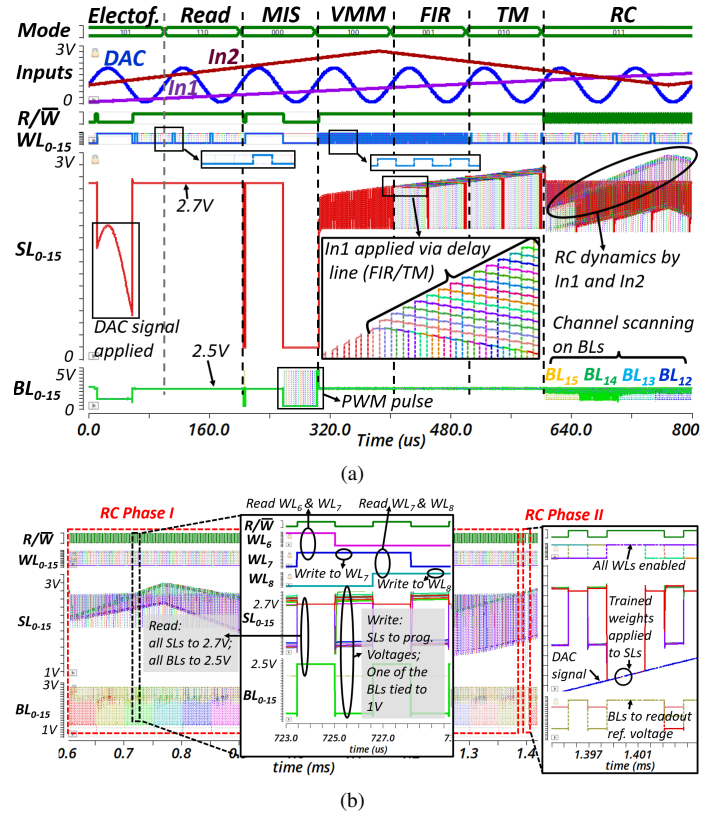 Electof. Read MIS VMM FIR TM RC
Mode 101 110 000 100 001 010 011
3V
Inputs DAC In1 In2
0
R/W̅
WL0-15
3V
2.7V
SL0-15
DAC signal
applied
In1 applied via delay
line (FIR/TM)
RC dynamics by
In1 and In2
0
Channel scanning
on BLs
2.5V
5V
BL0-15
0
PWM pulse
BL15 BL14 BL13 BL12
0.0 160.0 320.0 480.0 640.0 800
Time (us)
(a)
Read WL6 & WL7 Read WL7 & WL8
RC Phase I RC Phase II
R/W̅
WL0-15
3V
SL0-15
1V
3V
BL0-15
1V
Read:
all SLs to 2.7V;
all BLs to 2.5V
R/W̅
WL6
WL7
Write to WL7
WL8
Write to WL8
2.7V
SL0-15
Write:
SLs to prog.
Voltages;
One of the
BLs tied to
1V
2.5V
BL0-15
723.0 725.0 727.0 7
time (us)
All WLs enabled
Trained
weights
applied
to SLs
DAC
signal
BLs to readout
ref. voltage
1.397 1.401
time (ms)
0.6 0.7 0.8 0. 1.3 1.4
time (ms)
(b)